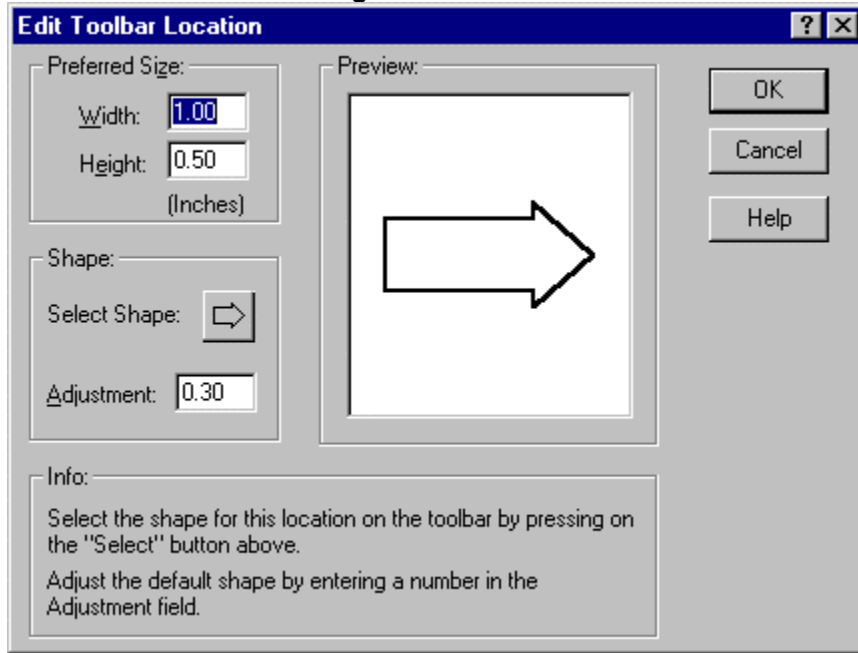 Edit Toolbar Location
Preferred Size:
Width: 1.00
Height: 0.50
(Inches)
Preview:
OK
Cancel
Help
Shape:
Select Shape:
Adjustment: 0.30
Info:
Select the shape for this location on the toolbar by pressing on
the "Select" button above.
Adjust the default shape by entering a number in the
Adjustment field.